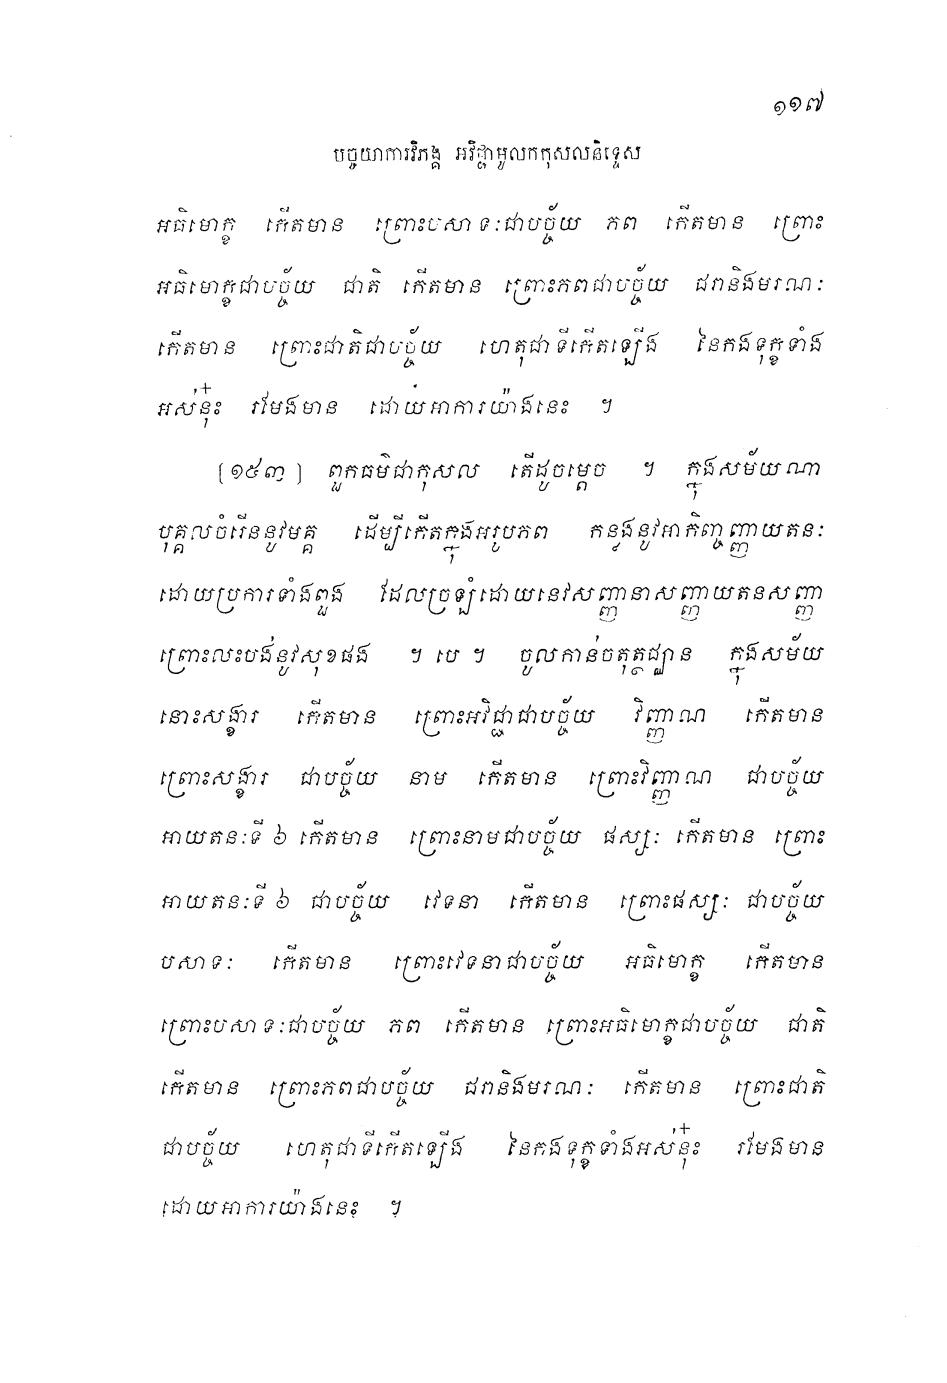 ១១៧
បច្ចយាការវិភង្គ អវិជ្ជាមូលកកុសលនិទ្ទេស
អធិមោក្ខ កើតមាន ព្រោះបសាទៈជាបច្ច័យ ភព កើតមាន ព្រោះ
អធិមោក្ខជាបច្ច័យ ជាតិ កើតមាន ព្រោះភពជាបច្ច័យ ជរានិងមរណៈ
កើតមាន ព្រោះជាតិជាបច្ច័យ ហេតុជាទីកើតឡើង នៃកងទុក្ខទាំង
អស់នុ៎ះ រមែងមាន ដោយអាការយ៉ាងនេះ ។
[១៥៣] ពួកធម៌ជាកុសល តើដូចម្តេច ។ ក្នុងសម័យណា
បុគ្គលចំរើននូវមគ្គ ដើម្បីកើតក្នុងអរូបភព កន្លងនូវអាកិញ្ចញ្ញាយតនៈ
ដោយប្រការទាំងពួង ដែលច្រឡំដោយនេវសញ្ញានាសញ្ញាយតនសញ្ញា
ព្រោះលះបង់នូវសុខផង ។ បេ ។ ចូលកាន់ចតុត្ថជ្ឈាន ក្នុងសម័យ
នោះសង្ខារ កើតមាន ព្រោះអវិជ្ជាជាបច្ច័យ វិញ្ញាណ កើតមាន
ព្រោះសង្ខារ ជាបច្ច័យ នាម កើតមាន ព្រោះវិញ្ញាណ ជាបច្ច័យ
អាយតនៈទី ៦ កើតមាន ព្រោះនាមជាបច្ច័យ ផស្សៈ កើតមាន ព្រោះ
អាយតនៈទី ៦ ជាបច្ច័យ វេទនា កើតមាន ព្រោះផស្សៈ ជាបច្ច័យ
បសាទៈ កើតមាន ព្រោះវេទនាជាបច្ច័យ អធិមោក្ខ កើតមាន
ព្រោះបសាទៈជាបច្ច័យ ភព កើតមាន ព្រោះអធិមោក្ខជាបច្ច័យ ជាតិ
កើតមាន ព្រោះភពជាបច្ច័យ ជរានិងមរណៈ កើតមាន ព្រោះជាតិ
ជាបច្ច័យ ហេតុជាទីកើតឡើង នៃកងទុក្ខទាំងអស់នុ៎ះ រមែងមាន
ដោយអាការយ៉ាងនេះ ។